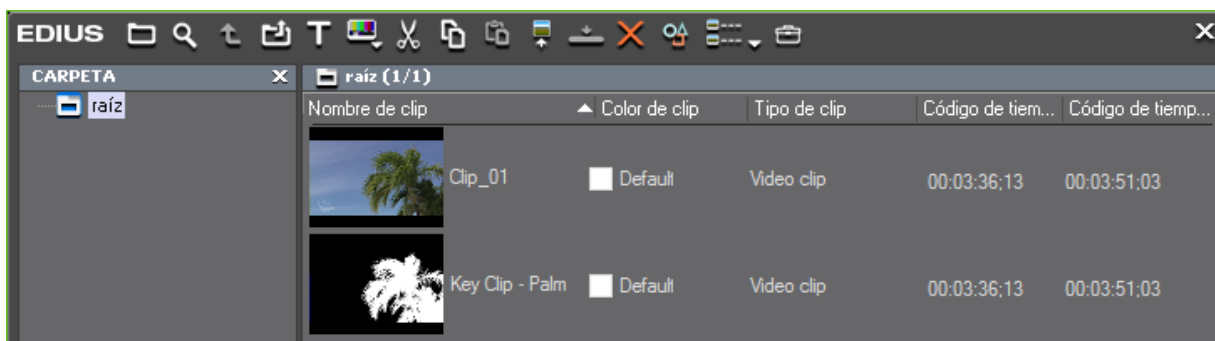 EDIUS
CARPETA
raíz
raíz (1/1)
Nombre de clip Color de clip Tipo de clip Código de tiem... Código de tiemp...
Clip_01 Default Video clip 00:03:36;13 00:03:51;03
Key Clip - Palm Default Video clip 00:03:36;13 00:03:51;03